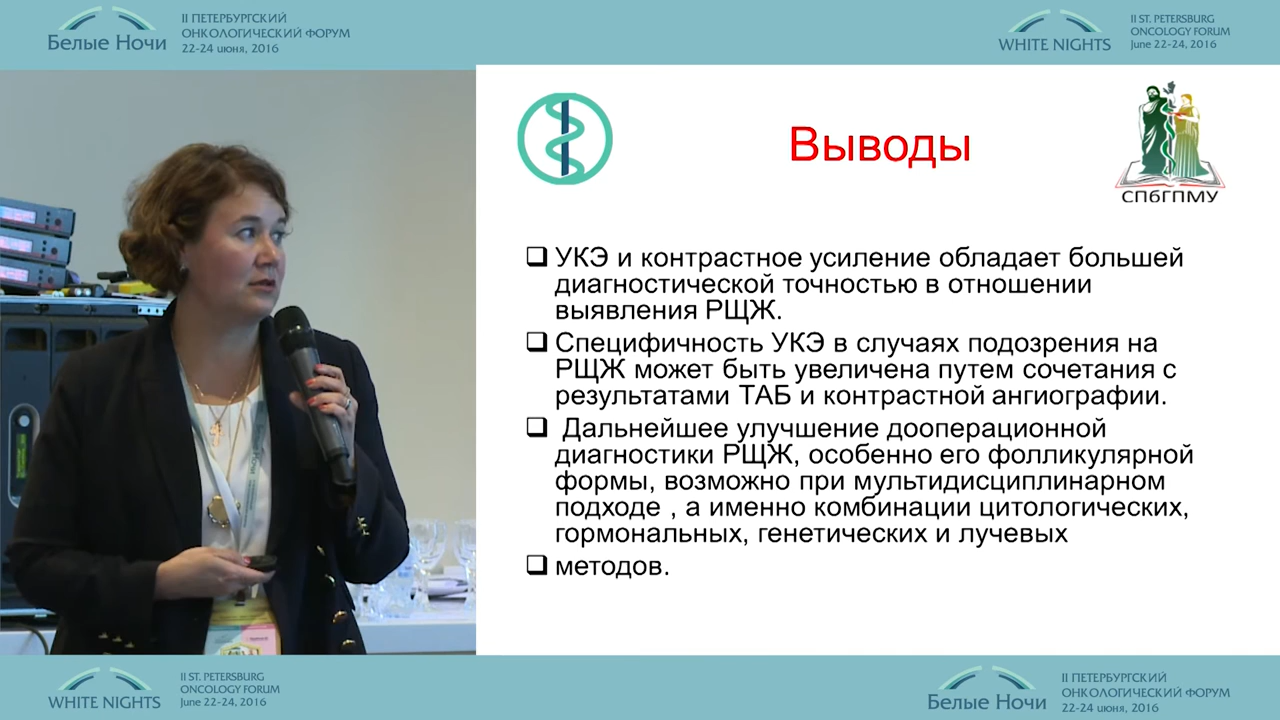 Белые Ночи
II ПЕТЕРБУРГСКИЙ
ОНКОЛОГИЧЕСКИЙ ФОРУМ
22-24 июня, 2016
WHITE NIGHTS
II ST. PETERSBURG
ONCOLOGY FORUM
June 22-24, 2016
Выводы
СПбГПМУ
❑ УКЭ и контрастное усиление обладает большей
диагностической точностью в отношении
выявления РЩЖ.
❑ Специфичность УКЭ в случаях подозрения на
РЩЖ может быть увеличена путем сочетания с
результатами ТАБ и контрастной ангиографии.
❑ Дальнейшее улучшение дооперационной
диагностики РЩЖ, особенно его фолликулярной
формы, возможно при мультидисциплинарном
подходе , а именно комбинации цитологических,
гормональных, генетических и лучевых
❑ методов.
WHITE NIGHTS
II ST. PETERSBURG
ONCOLOGY FORUM
June 22-24, 2016
Белые Ночи
II ПЕТЕРБУРГСКИЙ
ОНКОЛОГИЧЕСКИЙ ФОРУМ
22-24 июня, 2016